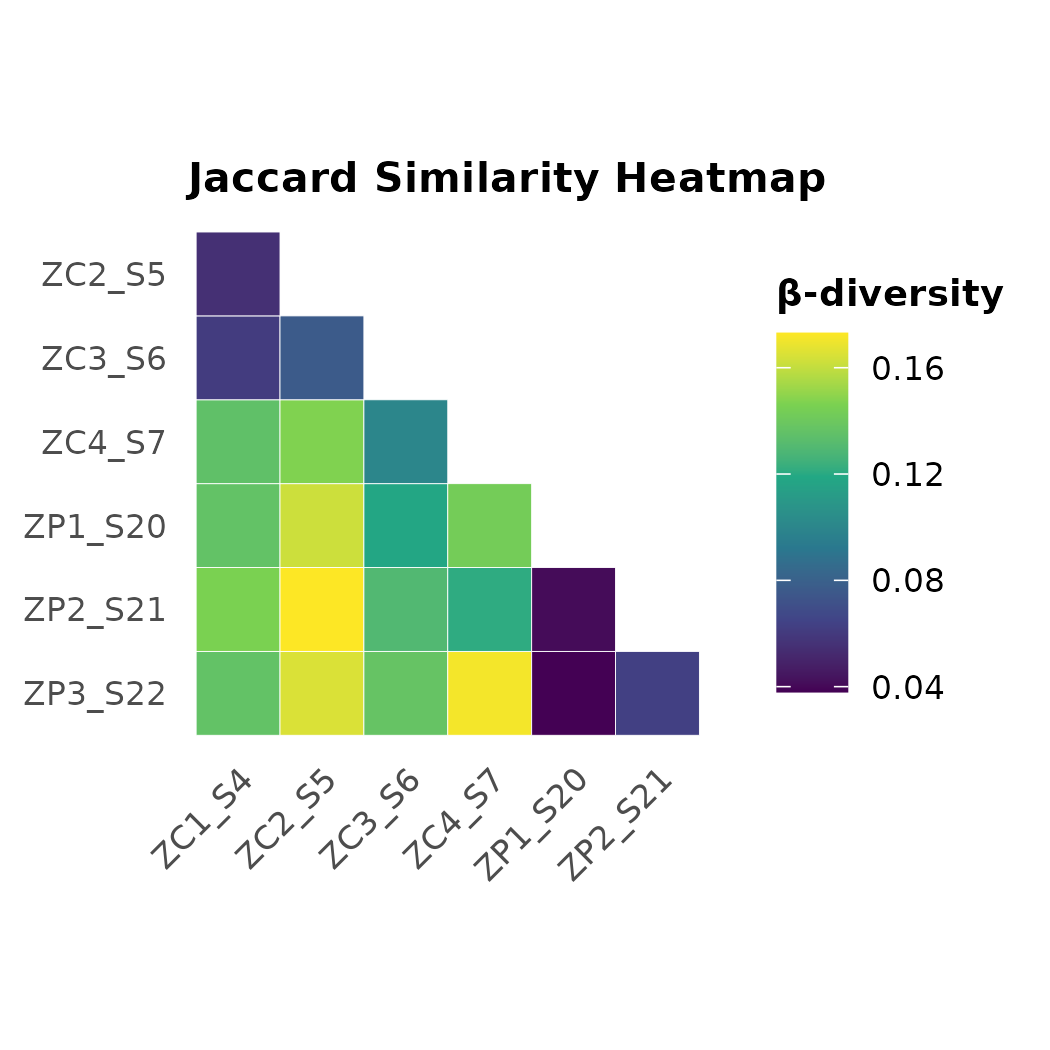 Jaccard Similarity Heatmap
ZC2_S5
ZC3_S6
ZC4_S7
ZP1_S20
ZP2_S21
ZP3_S22
ZC1_S4
ZC2_S5
ZC3_S6
ZC4_S7
ZP1_S20
ZP2_S21
β-diversity
0.16
0.12
0.08
0.04